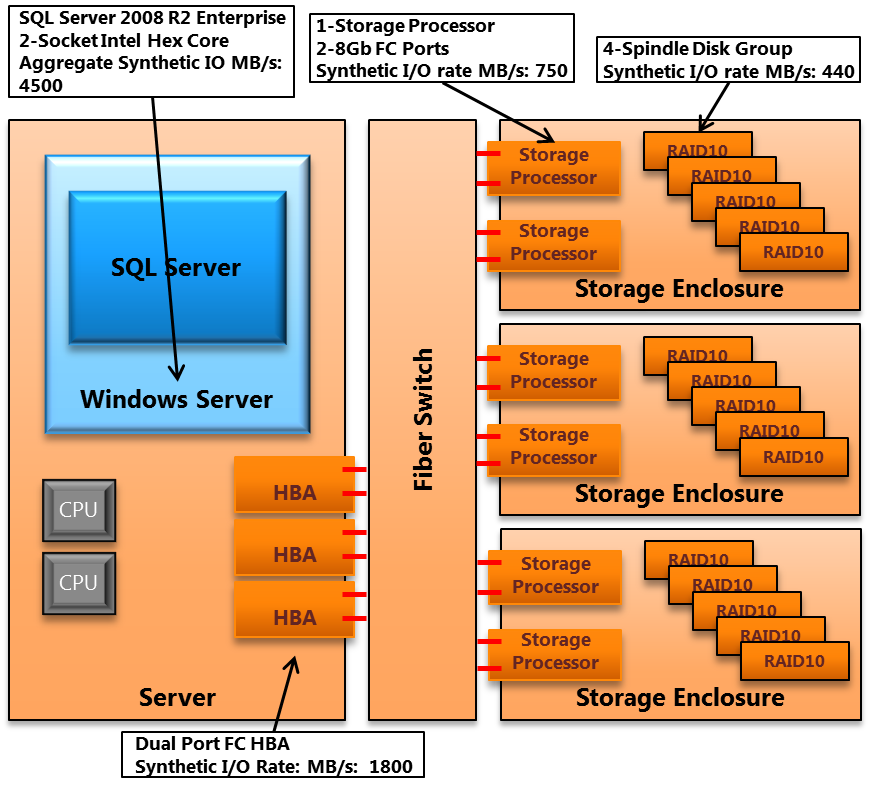 SQL Server 2008 R2 Enterprise
2-Socket Intel Hex Core
Aggregate Synthetic IO MB/s:
4500
1-Storage Processor
2-8Gb FC Ports
Synthetic I/O rate MB/s: 750
4-Spindle Disk Group
Synthetic I/O rate MB/s: 440
SQL Server
Windows Server
CPU
CPU
HBA
HBA
HBA
Server
Dual Port FC HBA
Synthetic I/O Rate: MB/s: 1800
Fiber Switch
Storage
Processor
Storage
Processor
RAID10
RAID10
RAID10
RAID10
RAID10
Storage Enclosure
Storage
Processor
Storage
Processor
RAID10
RAID10
RAID10
RAID10
RAID10
Storage Enclosure
Storage
Processor
Storage
Processor
RAID10
RAID10
RAID10
RAID10
RAID10
Storage Enclosure